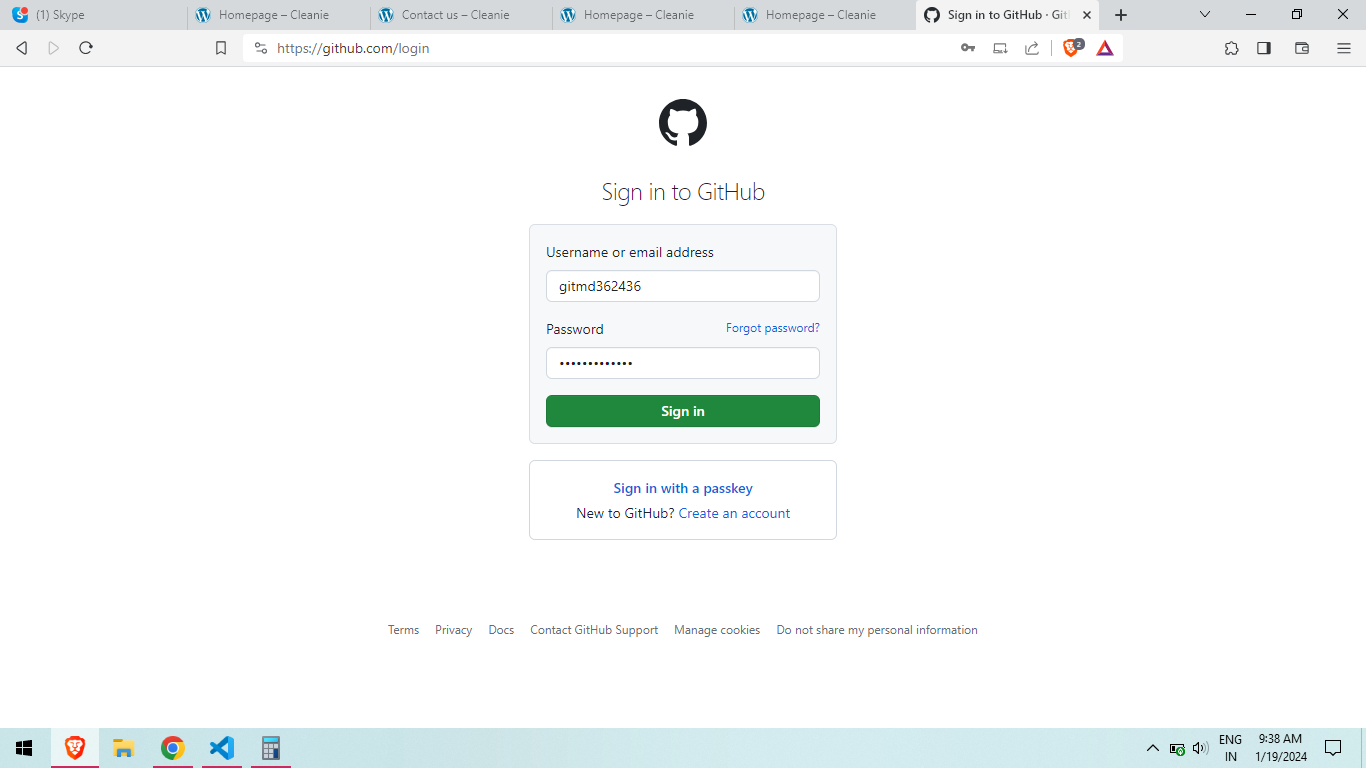 (1) Skype
Homepage – Cleanie
Contact us – Cleanie
Homepage – Cleanie
Homepage – Cleanie
Sign in to GitHub · Git
https://github.com/login
2
Sign in to GitHub
Username or email address
gitmd362436
Password
Forgot password?
•••••••••••••
Sign in
Sign in with a passkey
New to GitHub? Create an account
Terms
Privacy
Docs
Contact GitHub Support
Manage cookies
Do not share my personal information
ENG
IN
9:38 AM
1/19/2024